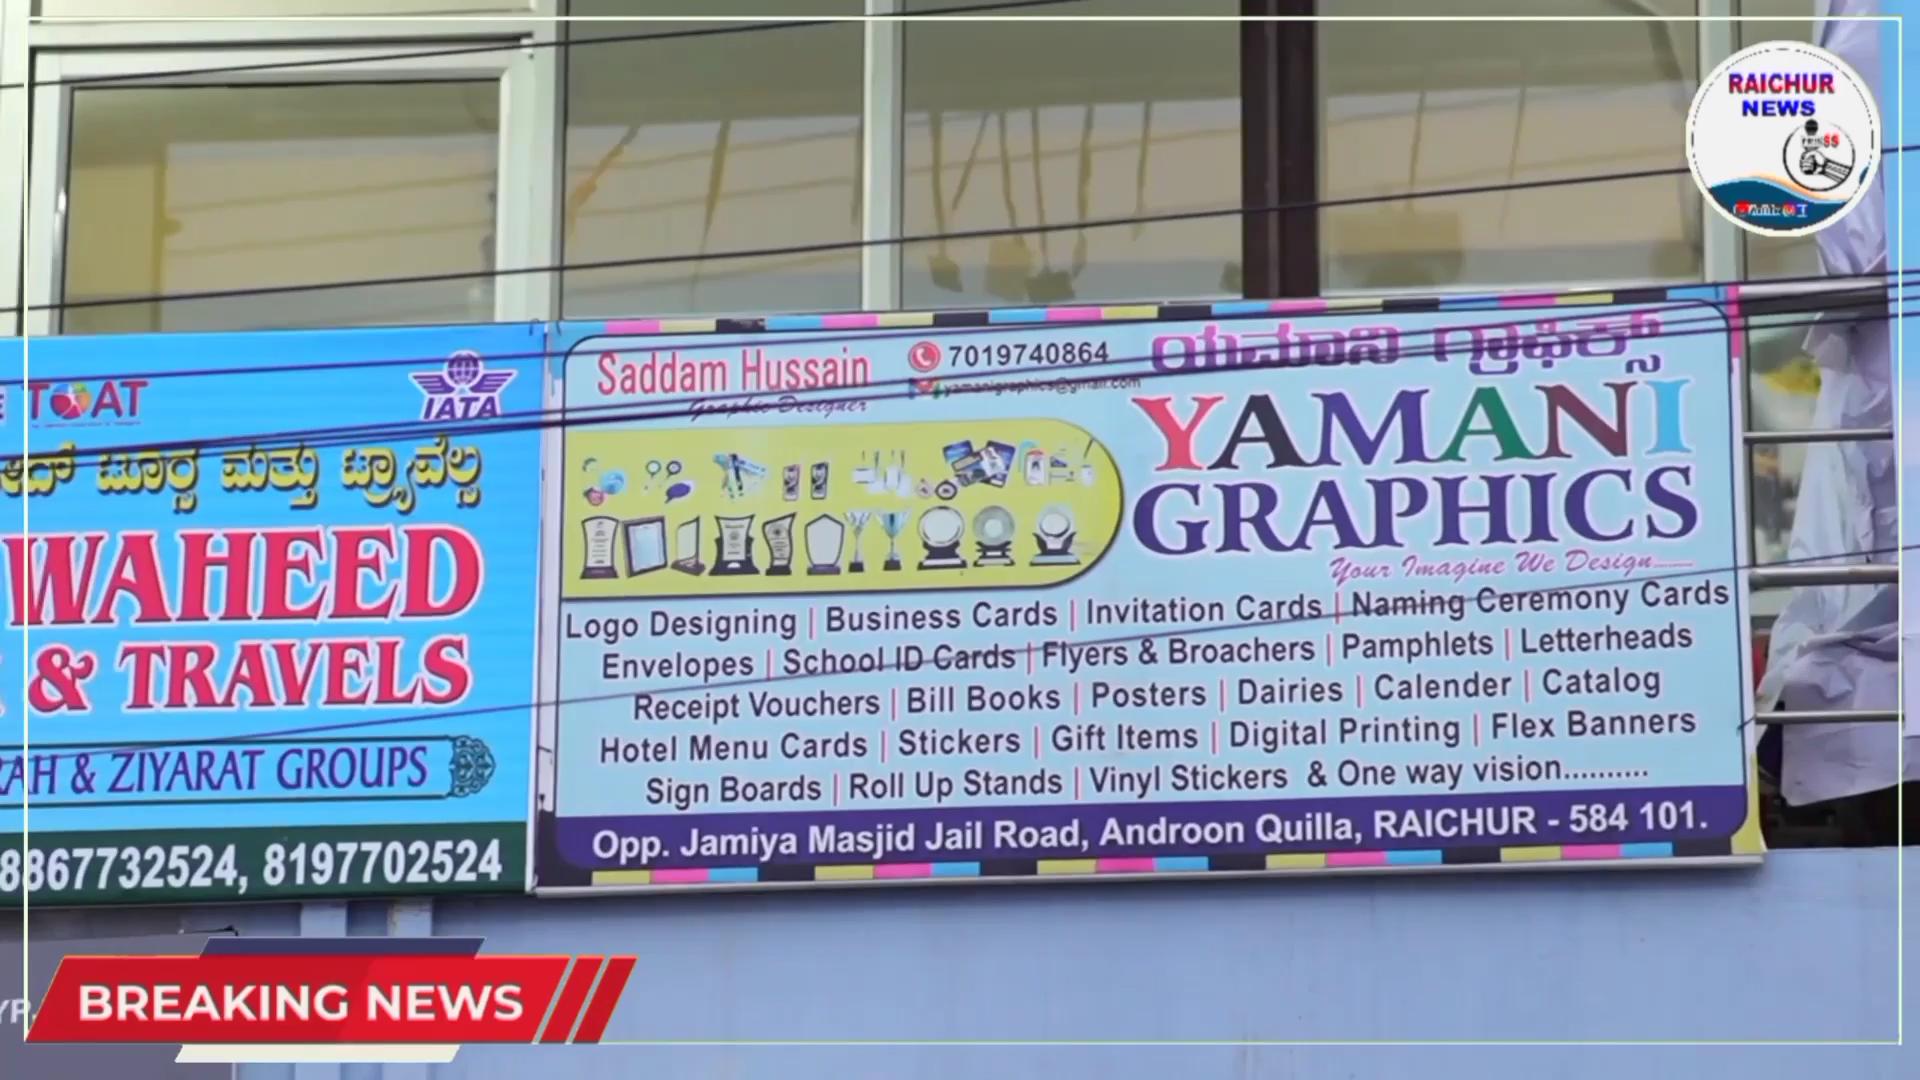 RAICHUR
NEWS
TOAT
IATA
ಟೂರ್ಸ್ ಮತ್ತು ಟ್ರ್ಯಾವೆಲ್ಸ್
WAHEED
& TRAVELS
& ZIYARAT GROUPS
8867732524, 8197702524
Saddam Hussain
Graphic Designer
7019740864
yamanigraphics@gmail.com
ಯಮಾನಿ ಗ್ರಾಫಿಕ್ಸ್
YAMANI
GRAPHICS
Your Imagine We Design......
Logo Designing | Business Cards | Invitation Cards | Naming Ceremony Cards
Envelopes | School ID Cards | Flyers & Broachers | Pamphlets | Letterheads
Receipt Vouchers | Bill Books | Posters | Dairies | Calender | Catalog
Hotel Menu Cards | Stickers | Gift Items | Digital Printing | Flex Banners
Sign Boards | Roll Up Stands | Vinyl Stickers & One way vision..........
Opp. Jamiya Masjid Jail Road, Androon Quilla, RAICHUR - 584 101.
BREAKING NEWS